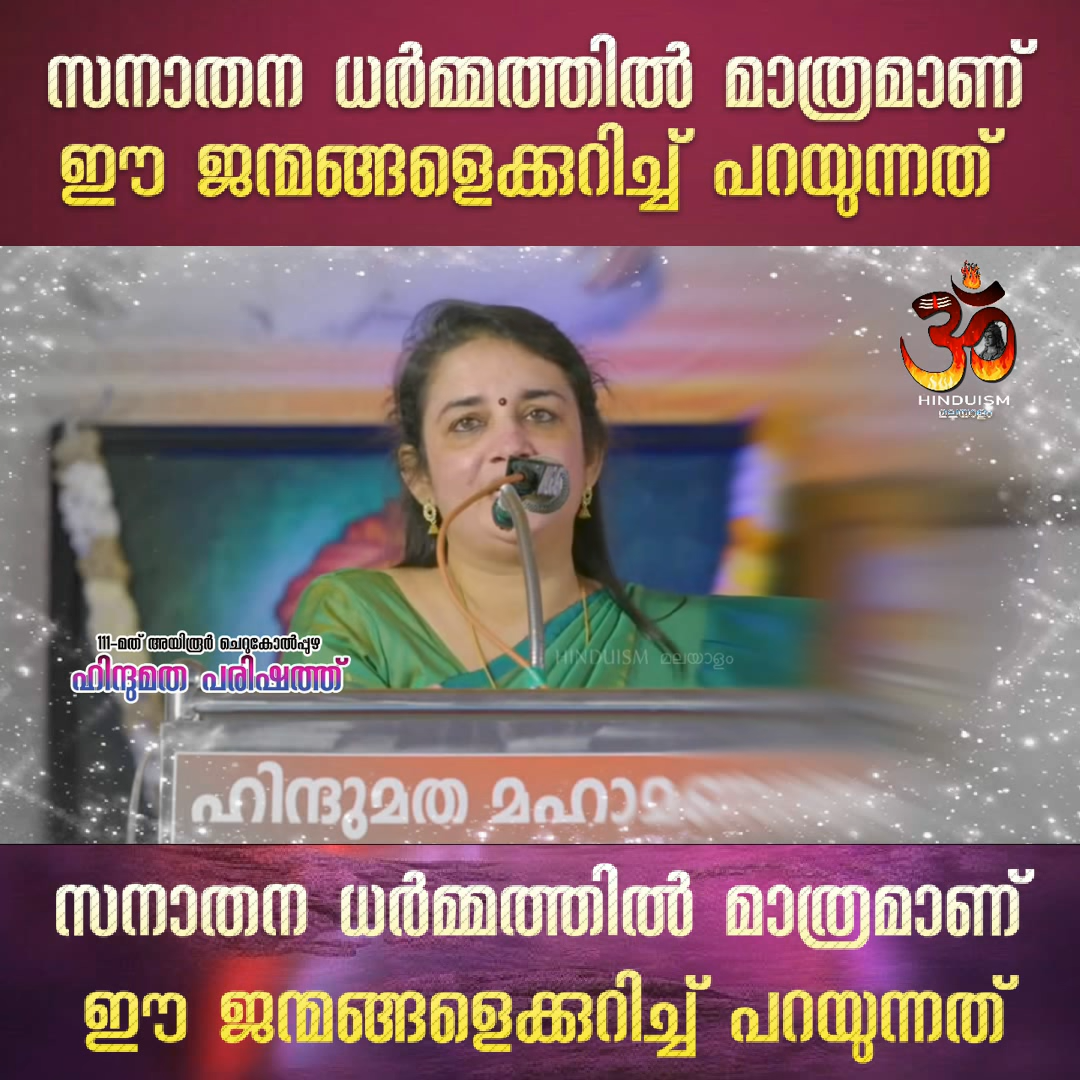 സനാതന ധർമ്മത്തിൽ മാത്രമാണ്
ഈ ജന്മങ്ങളെക്കുറിച്ച് പറയുന്നത്
HINDUISM
മലയാളം
111-മത് അയിരൂർ ചെറുകോൽപ്പുഴ
ഹിന്ദുമത പരിഷത്ത്
HINDUISM മലയാളം
ഹിന്ദുമത
സനാതന ധർമ്മത്തിൽ മാത്രമാണ്
ഈ ജന്മങ്ങളെക്കുറിച്ച് പറയുന്നത്